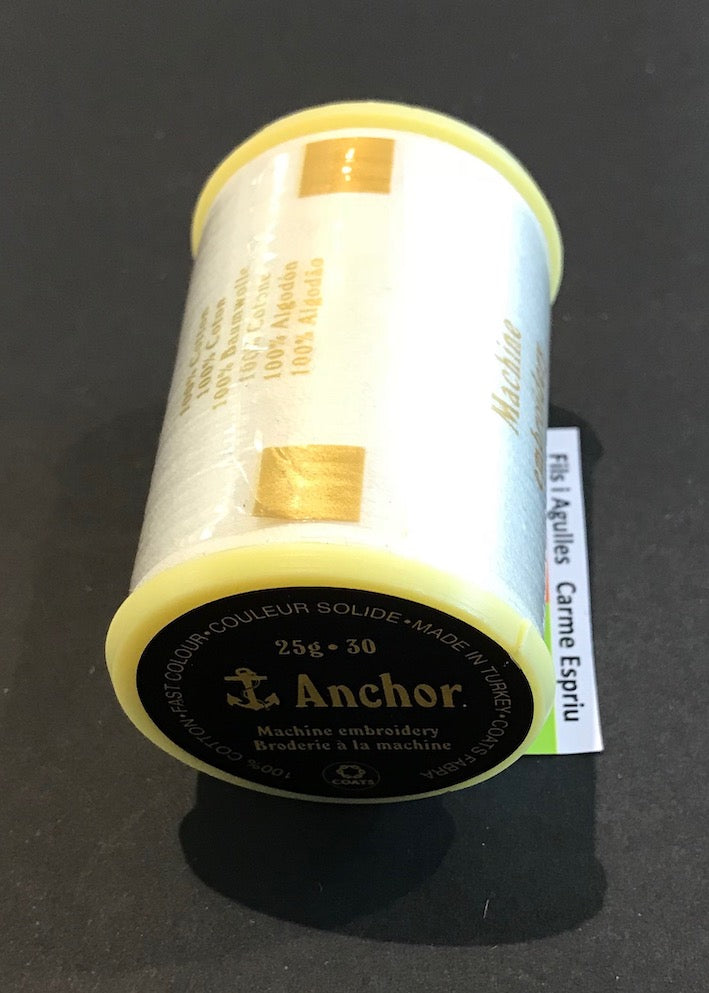 100% Cotton
100% Coton
100% Baumwolle
100% Cotone
100% Algodón
100% Algodão
Machine
Fils i Agulles Carme Espriu
100% COTTON•FAST COLOUR•COULEUR SOLIDE•MADE IN TURKEY•COATS FABRA
25g•30
Anchor
Machine embroidery
Broderie à la machine
COATS